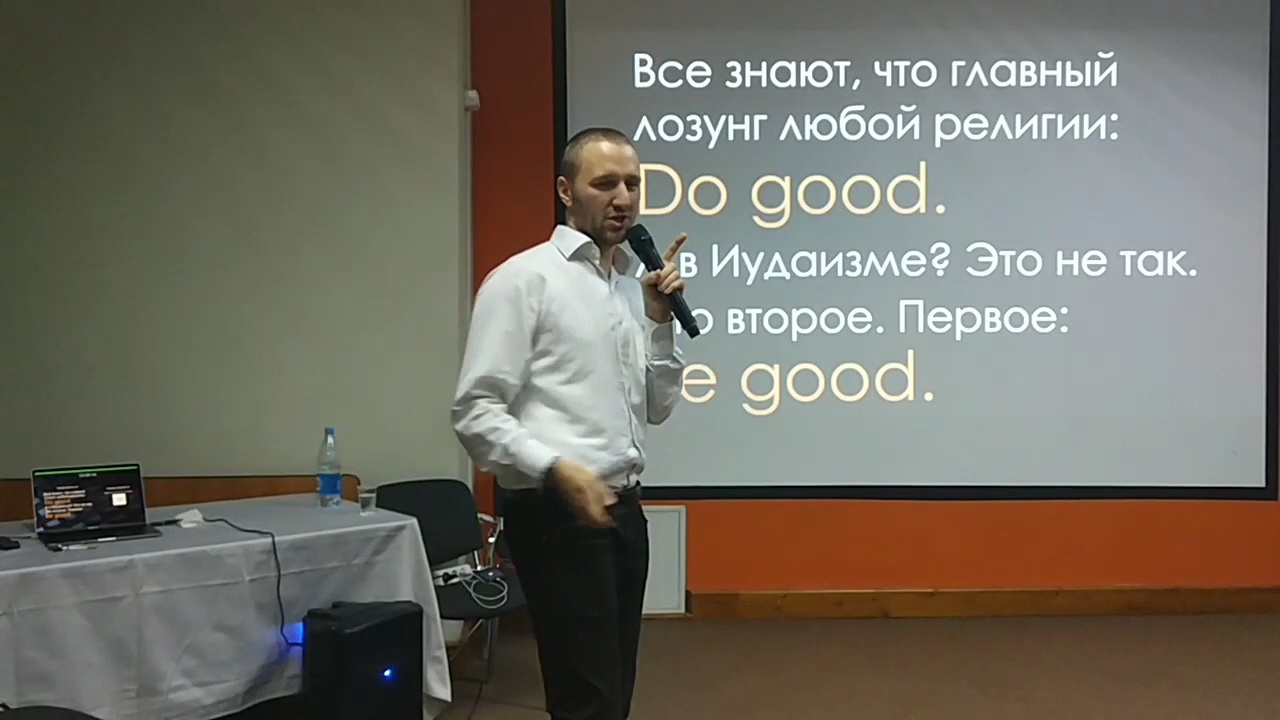 Все знают, что главный
лозунг любой религии:
Do good.
в Иудаизме? Это не так.
второе. Первое:
good.